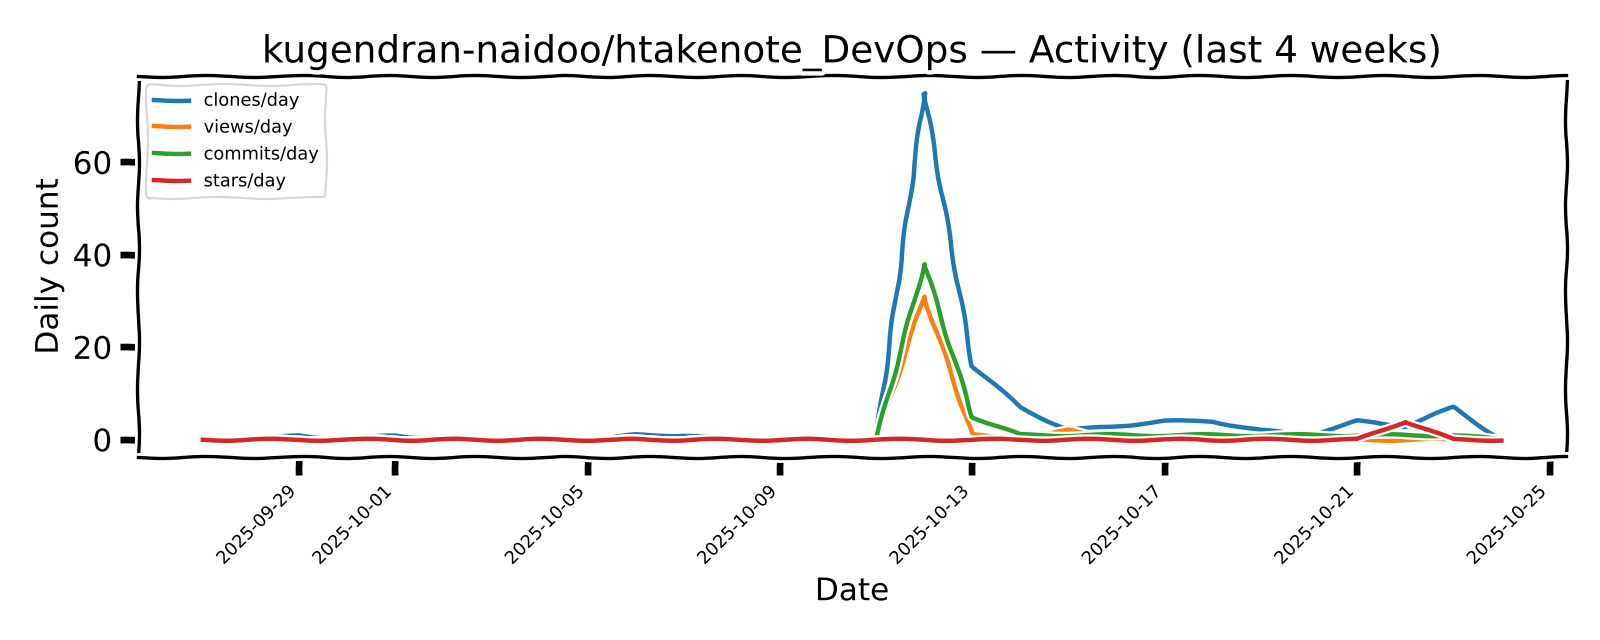 kugendran-naidoo/htakenote_DevOps — Activity (last 4 weeks)
clones/day
views/day
commits/day
stars/day
Daily count
60
40
20
0
2025-09-29
2025-10-01
2025-10-05
2025-10-09
2025-10-13
2025-10-17
2025-10-21
2025-10-25
Date